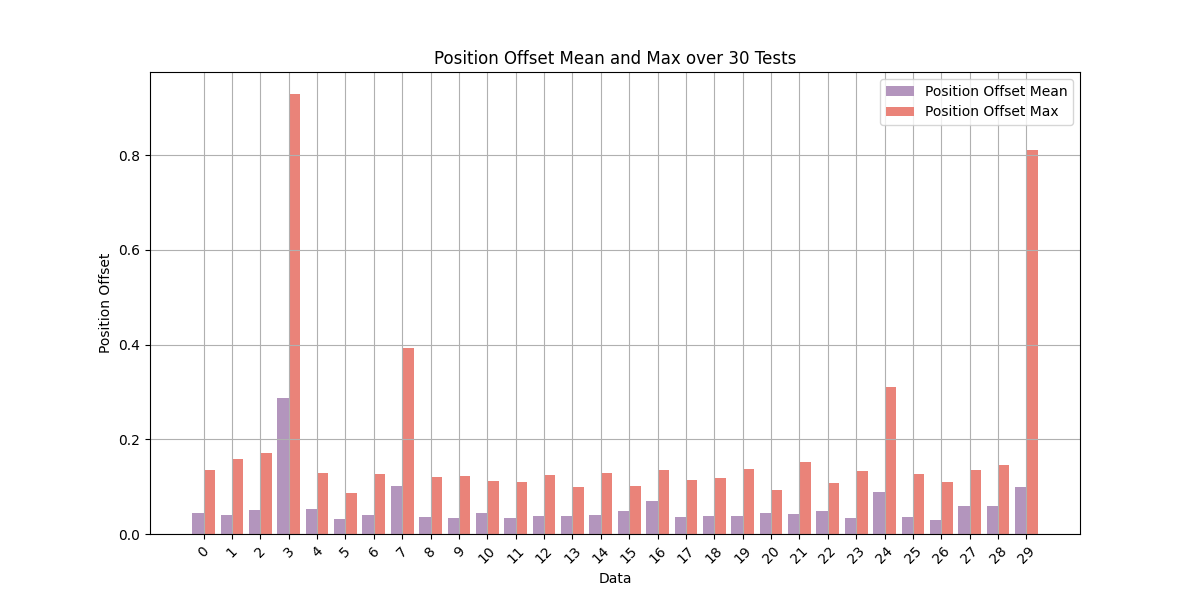 Position Offset Mean and Max over 30 Tests
Position Offset Mean
Position Offset Max
Position Offset
0.8
0.6
0.4
0.2
0.0
0 1 2 3 4 5 6 7 8 9 10 11 12 13 14 15 16 17 18 19 20 21 22 23 24 25 26 27 28 29
Data